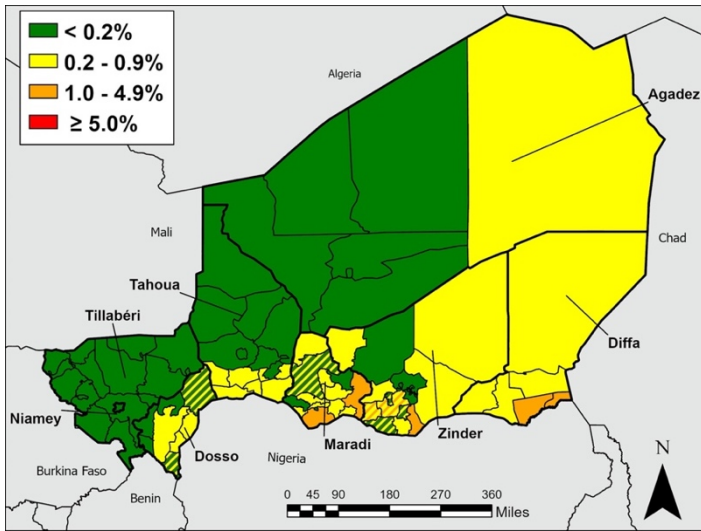 < 0.2%
0.2 - 0.9%
1.0 - 4.9%
≥ 5.0%
Algeria
Agadez
Mali
Chad
Tahoua
Tillabéri
Diffa
Niamey
Maradi
Zinder
N
Dosso
Nigeria
Burkina Faso
Benin
0 45 90 180 270 360
Miles